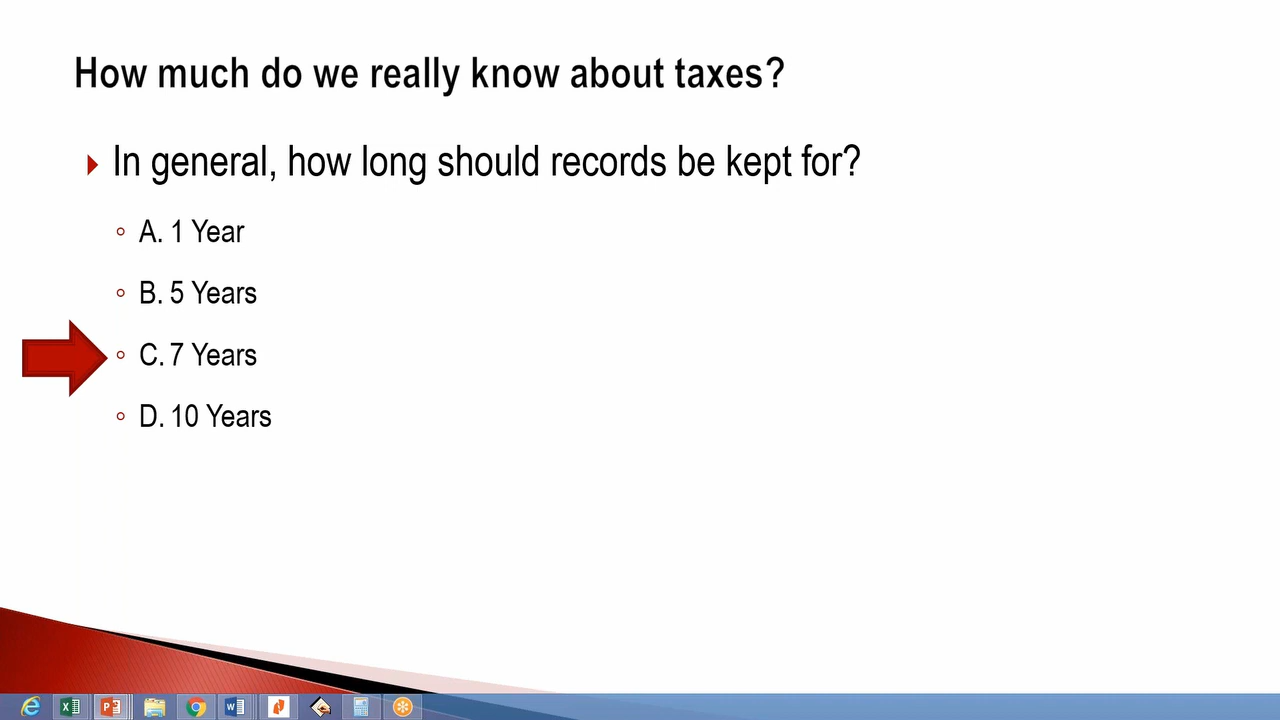 How much do we really know about taxes?
In general, how long should records be kept for?
A. 1 Year
B. 5 Years
C. 7 Years
D. 10 Years